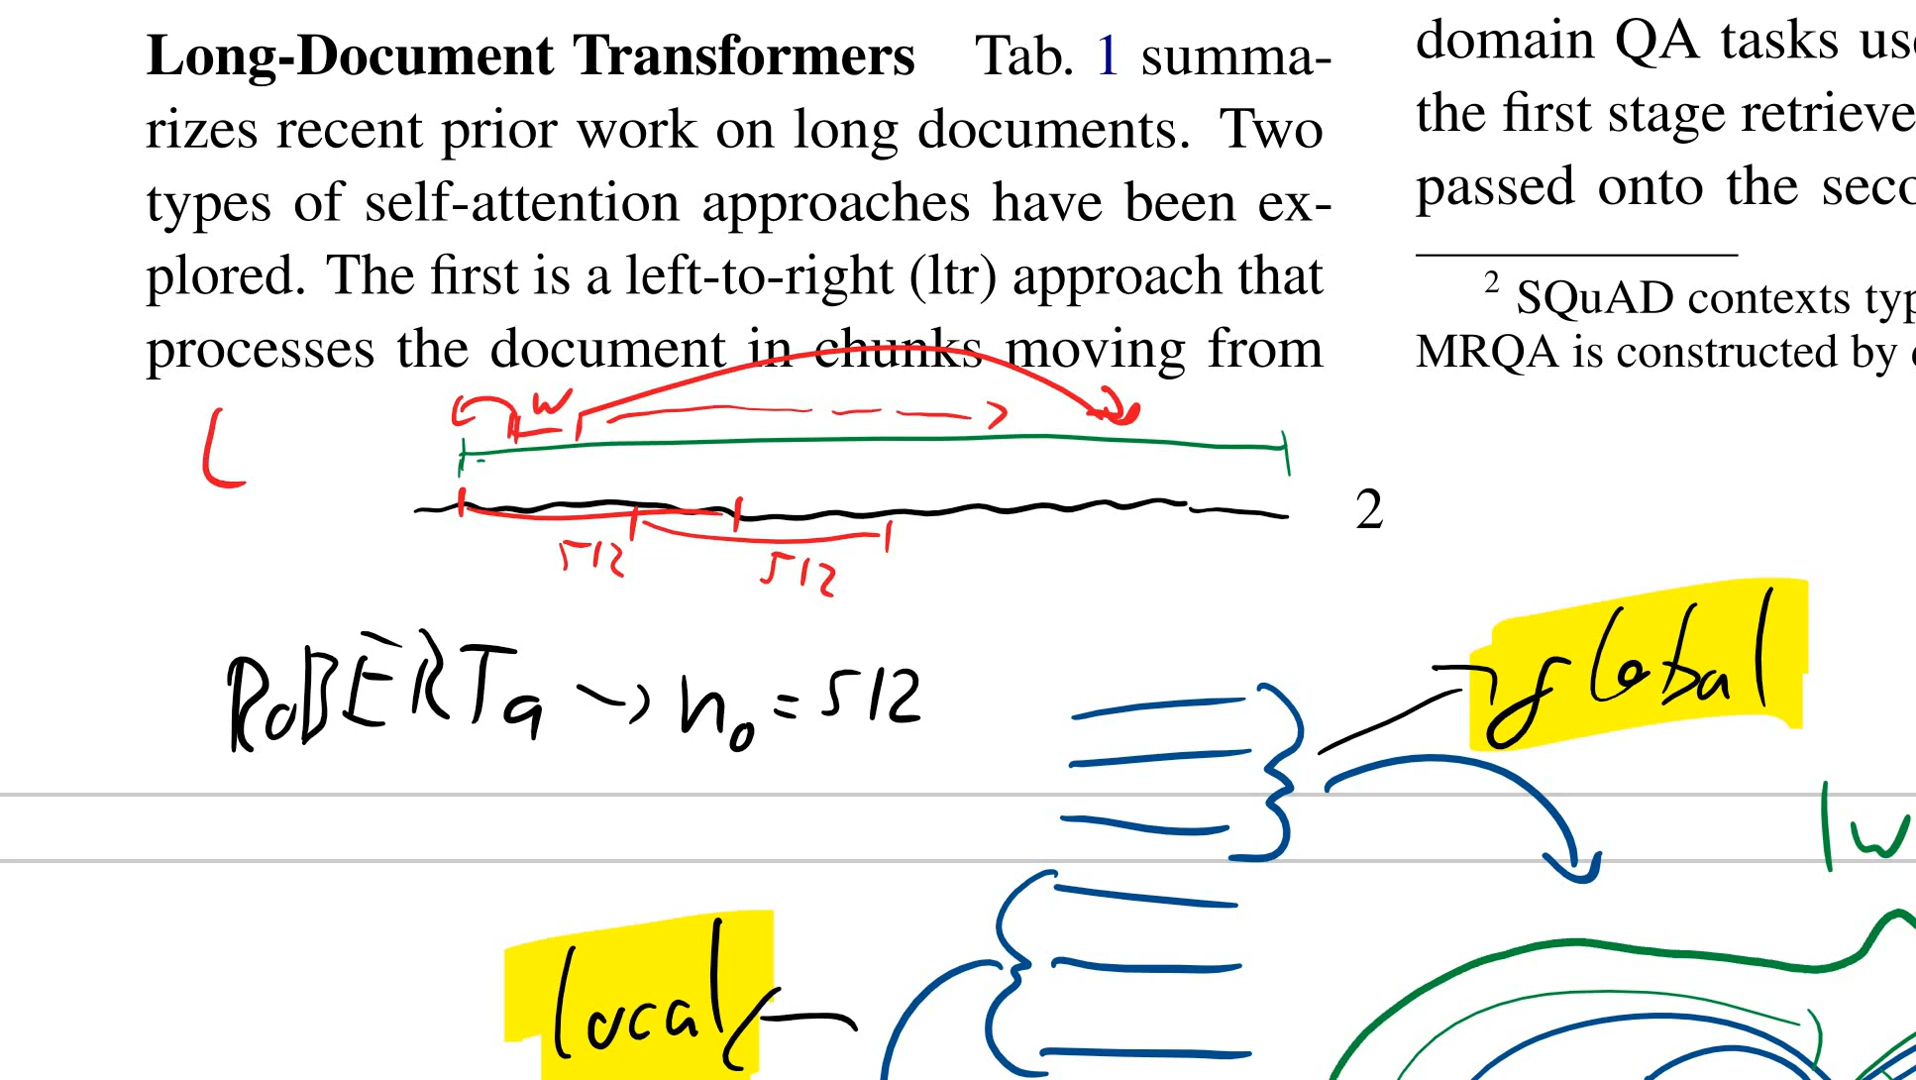 Long-Document Transformers Tab. 1 summa-
rizes recent prior work on long documents. Two
types of self-attention approaches have been ex-
plored. The first is a left-to-right (ltr) approach that
processes the document in chunks moving from
domain QA tasks us
the first stage retrieve
passed onto the seco
2 SQuAD contexts typ
MRQA is constructed by
w
L
512
512
2
RoBERTa → n₀ = 512
global
local